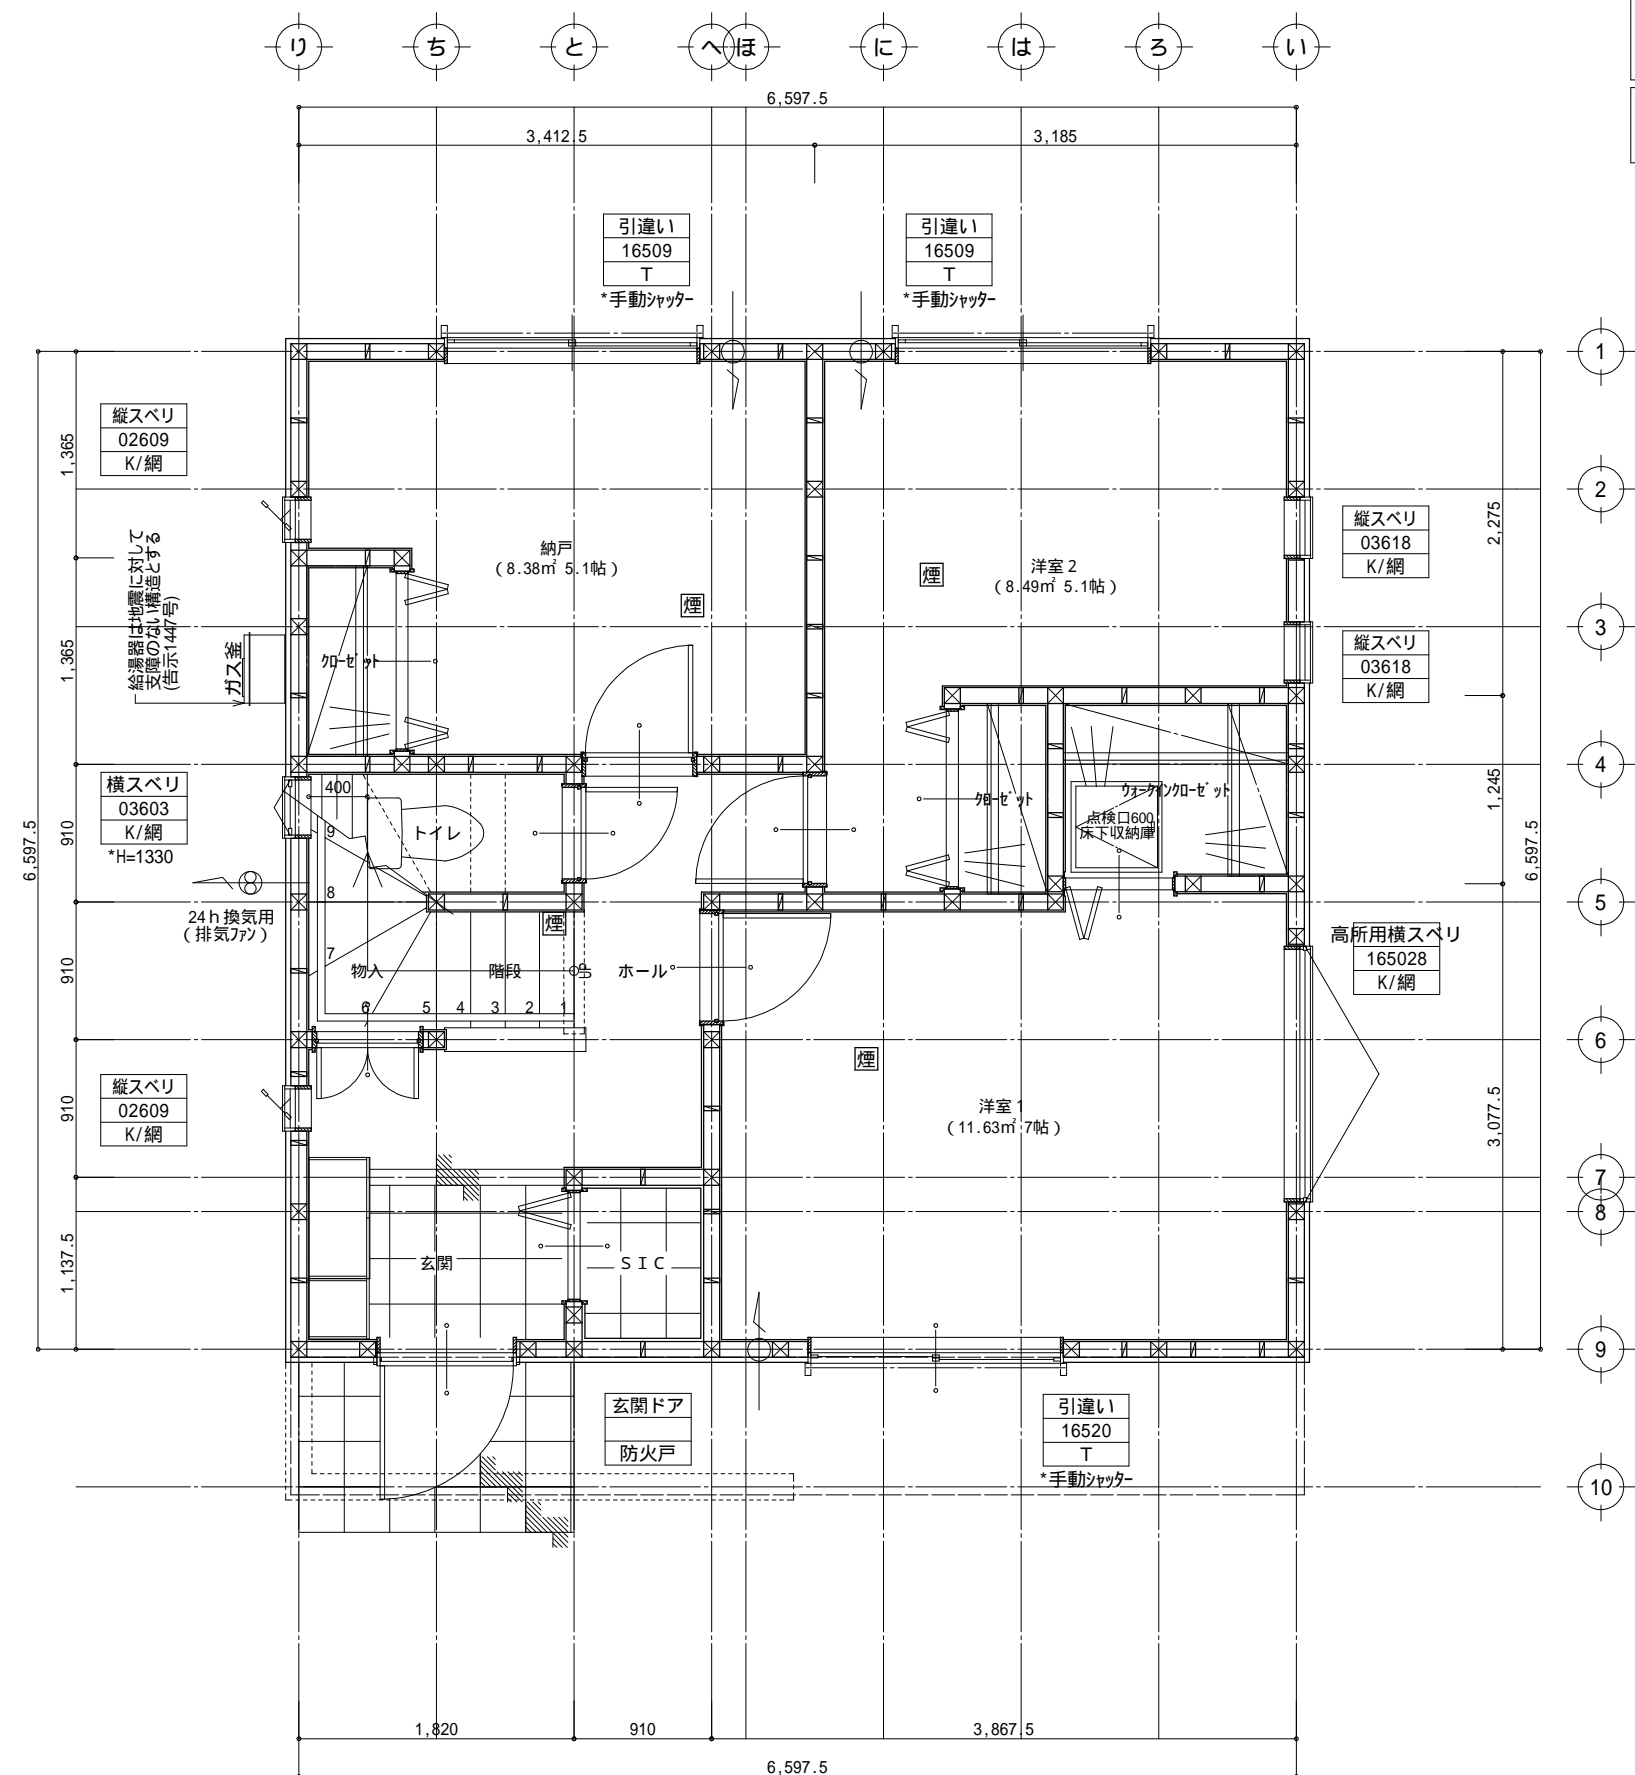 り ち と へ ほ に は ろ い
6,597.5
3,412.5 3,185
引違い
16509
T
*手動シャッター
引違い
16509
T
*手動シャッター
1
2
3
4
5
6
7
8
9
10
縦スベリ
02609
K/網
給湯器は地震に対して
支障のない構造とする
(告示1447号)
ガス釜
横スベリ
03603
K/網
*H=1330
24h換気用
(排気ファン)
縦スベリ
02609
K/網
6,597.5
1,365
1,365
910
910
910
1,137.5
納戸
(8.38㎡ 5.1帖)
煙
クローゼット
洋室2
(8.49㎡ 5.1帖)
煙
縦スベリ
03618
K/網
縦スベリ
03618
K/網
2,275
1,245
3,077.5
6,597.5
400
トイレ
クローゼット
ウォークインクローゼット
点検口600
床下収納庫
9
8
7
6 5 4 3 2 1
物入 階段 UP ホール
煙
高所用横スベリ
165028
K/網
煙
洋室1
(11.63㎡ 7帖)
玄関 SIC
玄関ドア
防火戸
引違い
16520
T
*手動シャッター
1,820 910 3,867.5
6,597.5